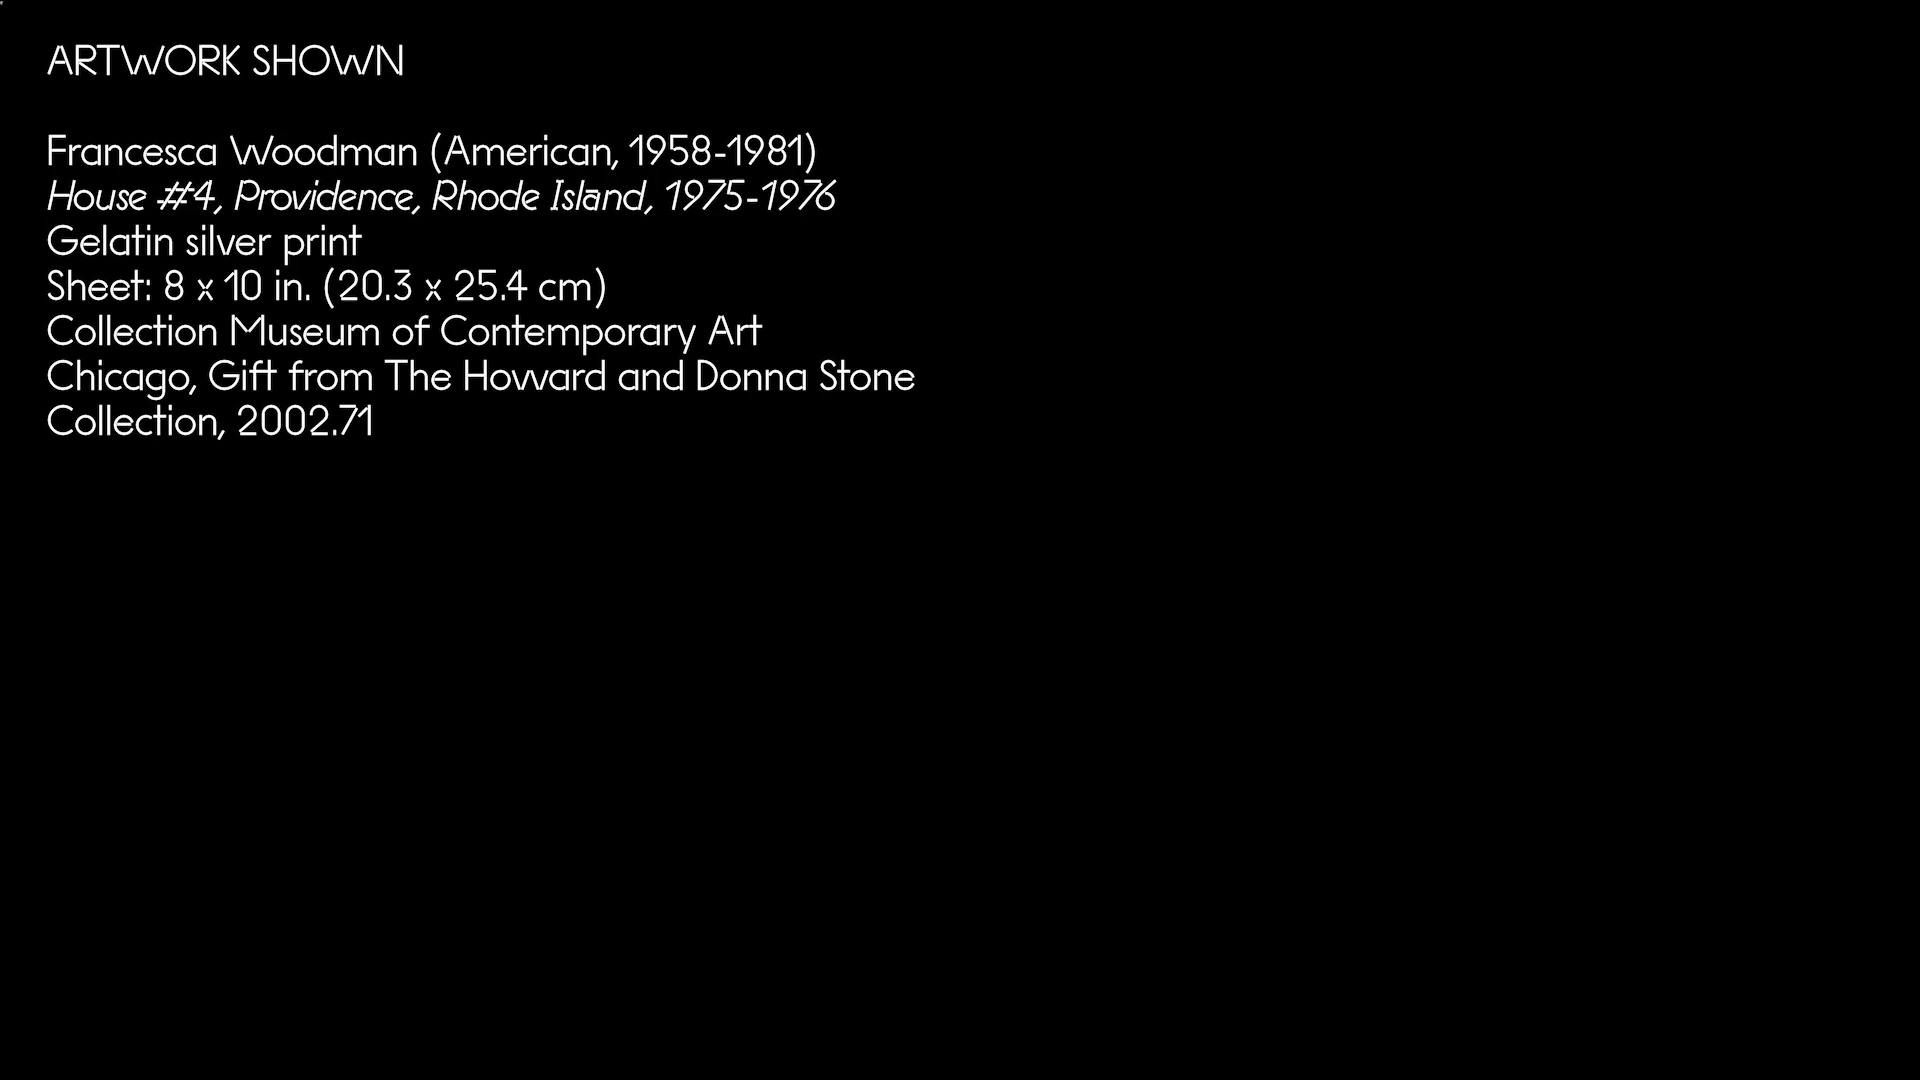 ARTWORK SHOWN
Francesca Woodman (American, 1958-1981)
House #4, Providence, Rhode Island, 1975-1976
Gelatin silver print
Sheet: 8 x 10 in. (20.3 x 25.4 cm)
Collection Museum of Contemporary Art
Chicago, Gift from The Howard and Donna Stone
Collection, 2002.71